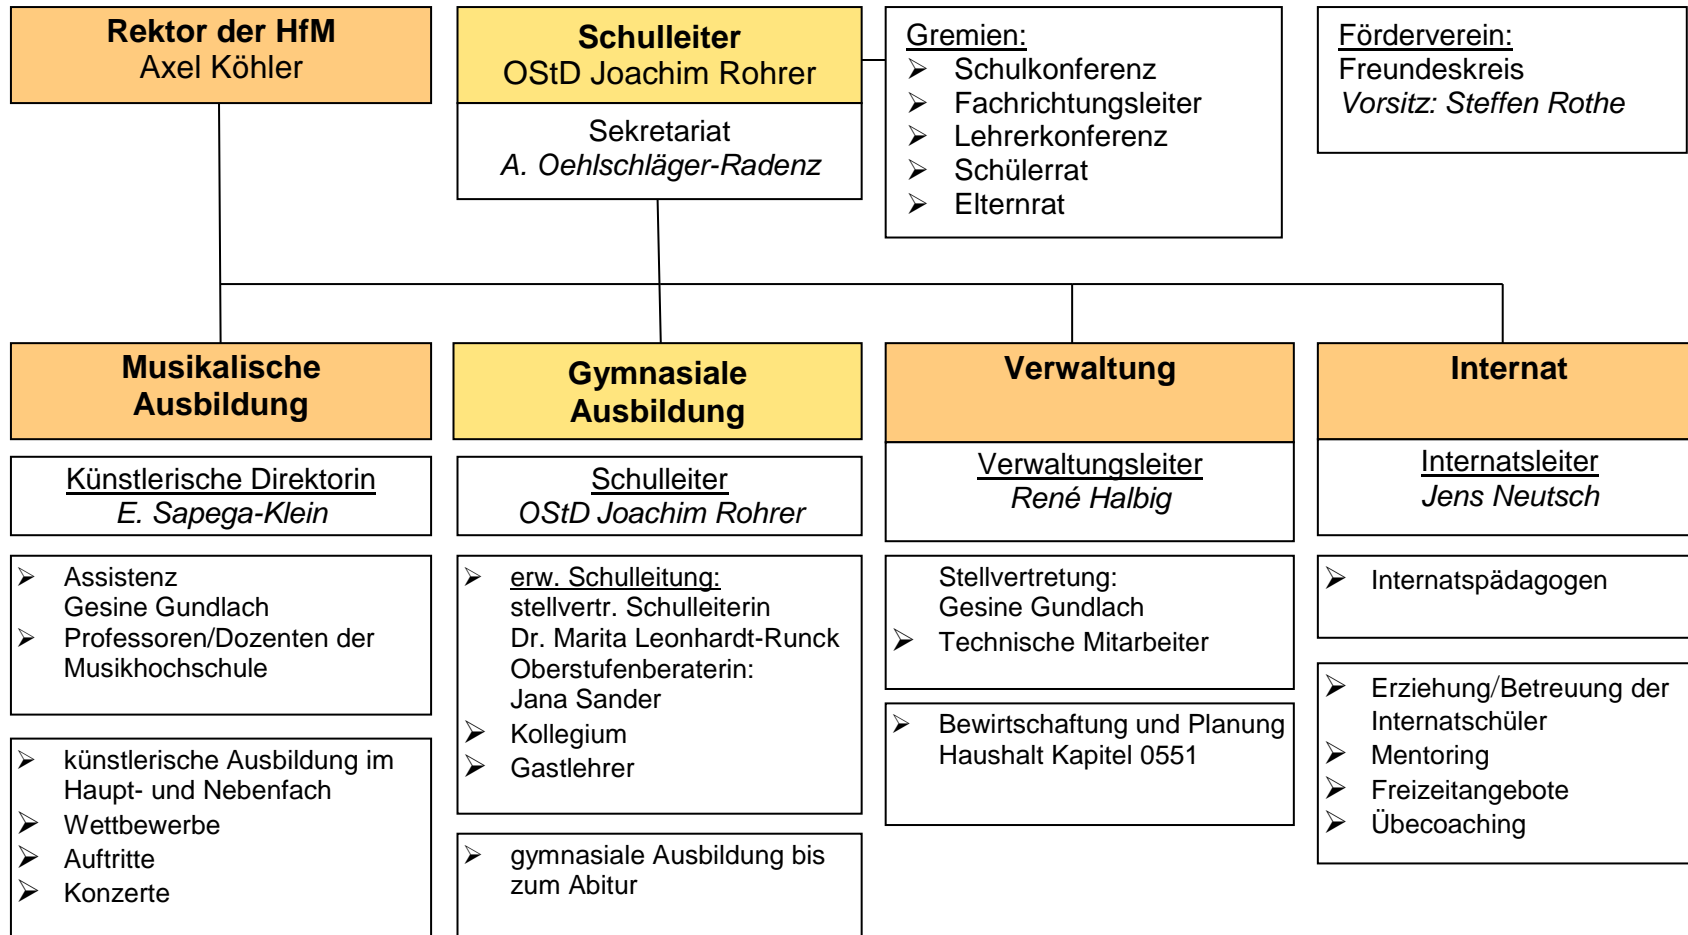 Rektor der HfM
Axel Köhler
Schulleiter
OStD Joachim Rohrer
Sekretariat
A. Oehlschläger-Radenz
Gremien:
➢ Schulkonferenz
➢ Fachrichtungsleiter
➢ Lehrerkonferenz
➢ Schülerrat
➢ Elternrat
Förderverein:
Freundeskreis
Vorsitz: Steffen Rothe
Musikalische
Ausbildung
Künstlerische Direktorin
E. Sapega-Klein
➢ Assistenz
Gesine Gundlach
➢ Professoren/Dozenten der
Musikhochschule
➢ künstlerische Ausbildung im
Haupt- und Nebenfach
➢ Wettbewerbe
➢ Auftritte
➢ Konzerte
Gymnasiale
Ausbildung
Schulleiter
OStD Joachim Rohrer
➢ erw. Schulleitung:
stellvertr. Schulleiterin
Dr. Marita Leonhardt-Runck
Oberstufenberaterin:
Jana Sander
➢ Kollegium
➢ Gastlehrer
➢ gymnasiale Ausbildung bis
zum Abitur
Verwaltung
Verwaltungsleiter
René Halbig
Stellvertretung:
Gesine Gundlach
➢ Technische Mitarbeiter
➢ Bewirtschaftung und Planung
Haushalt Kapitel 0551
Internat
Internatsleiter
Jens Neutsch
➢ Internatspädagogen
➢ Erziehung/Betreuung der
Internatschüler
➢ Mentoring
➢ Freizeitangebote
➢ Übecoaching